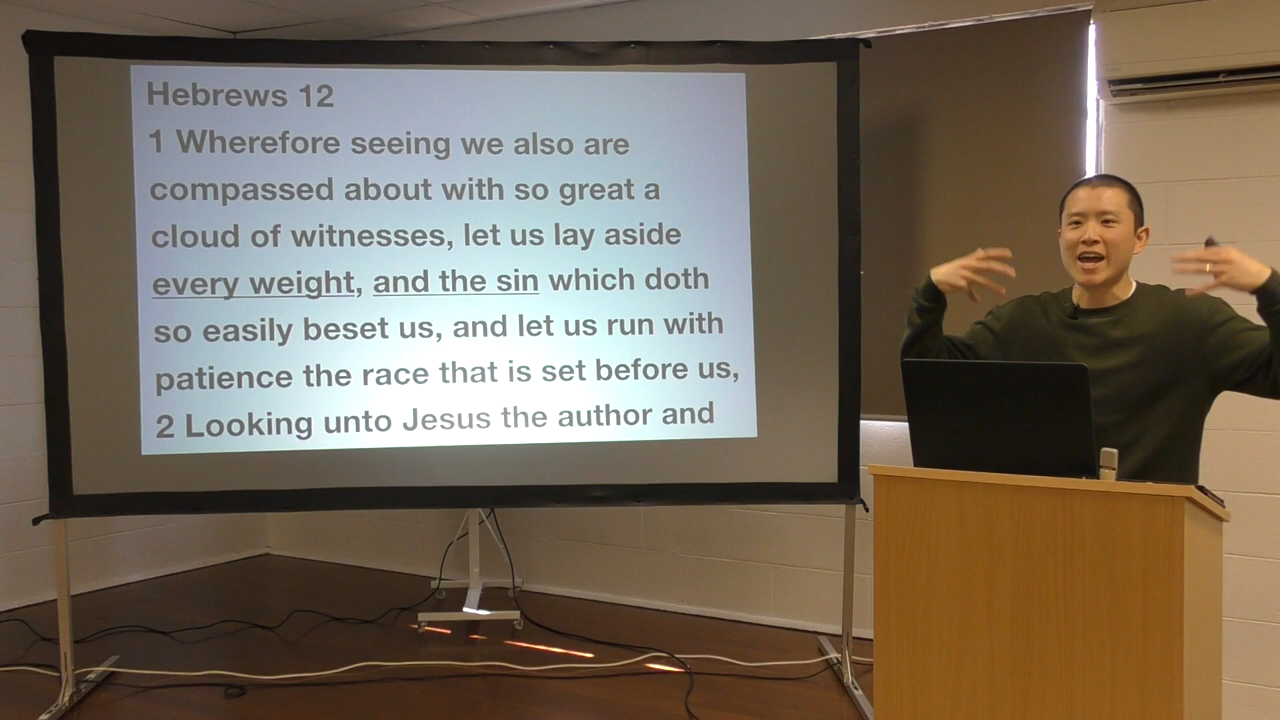 Hebrews 12
1 Wherefore seeing we also are
compassed about with so great a
cloud of witnesses, let us lay aside
every weight, and the sin which doth
so easily beset us, and let us run with
patience the race that is set before us,
2 Looking unto Jesus the author and